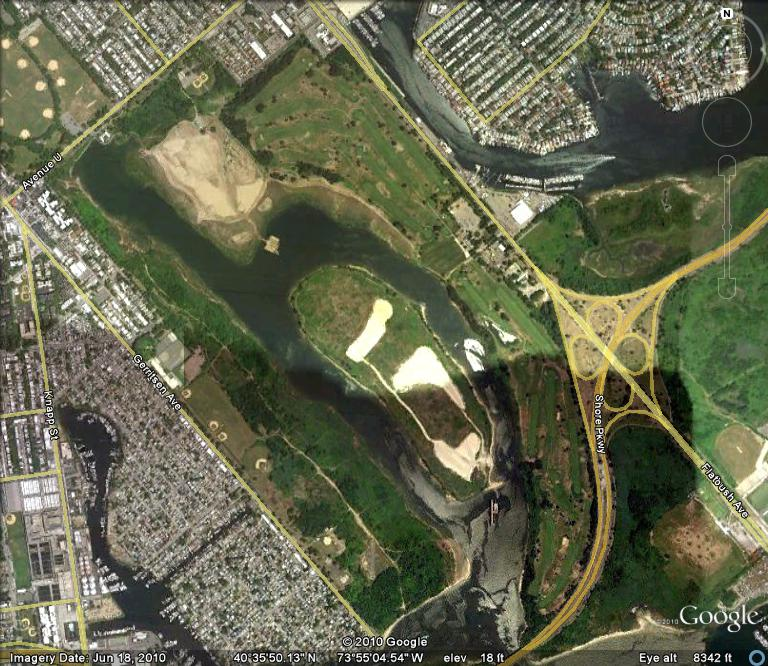 N
Avenue U
Gerritsen Ave
Knapp St
Shore Pkwy
Flatbush Ave
©2010 Google
© 2010 Google
Imagery Date: Jun 18, 2010 40°35'50.13" N 73°55'04.54" W elev 18 ft Eye alt 8342 ft